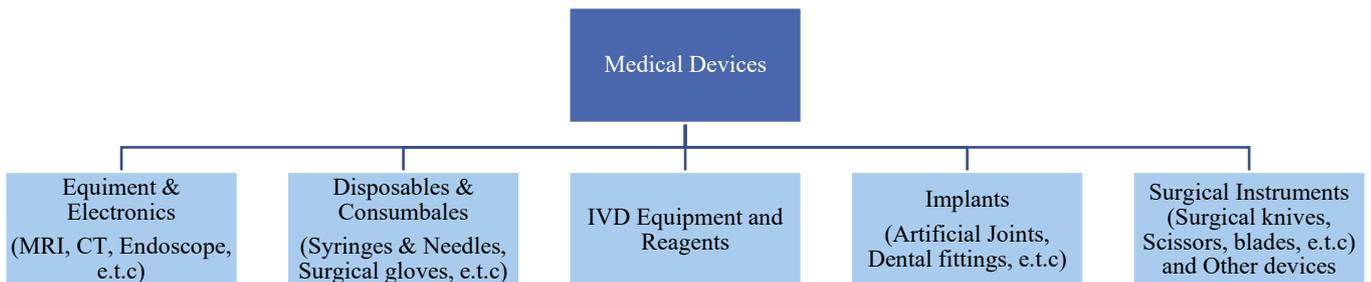 Medical Devices
Equiment &
Electronics
(MRI, CT, Endoscope,
e.t.c)
Disposables &
Consumbales
(Syringes & Needles,
Surgical gloves, e.t.c)
IVD Equipment and
Reagents
Implants
(Artificial Joints,
Dental fittings, e.t.c)
Surgical Instruments
(Surgical knives,
Scissors, blades, e.t.c)
and Other devices